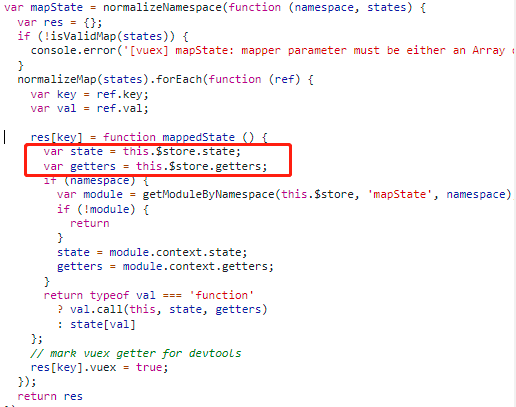 var mapState = normalizeNamespace(function (namespace, states) {
  var res = {};
  if (!isValidMap(states)) {
    console.error('[vuex] mapState: mapper parameter must be either an Array
  }
  normalizeMap(states).forEach(function (ref) {
    var key = ref.key;
    var val = ref.val;

    res[key] = function mappedState () {
      var state = this.$store.state;
      var getters = this.$store.getters;
      if (namespace) {
        var module = getModuleByNamespace(this.$store, 'mapState', namespace)
        if (!module) {
          return
        }
        state = module.context.state;
        getters = module.context.getters;
      }
      return typeof val === 'function'
        ? val.call(this, state, getters)
        : state[val]
    };
    // mark vuex getter for devtools
    res[key].vuex = true;
  });
  return res